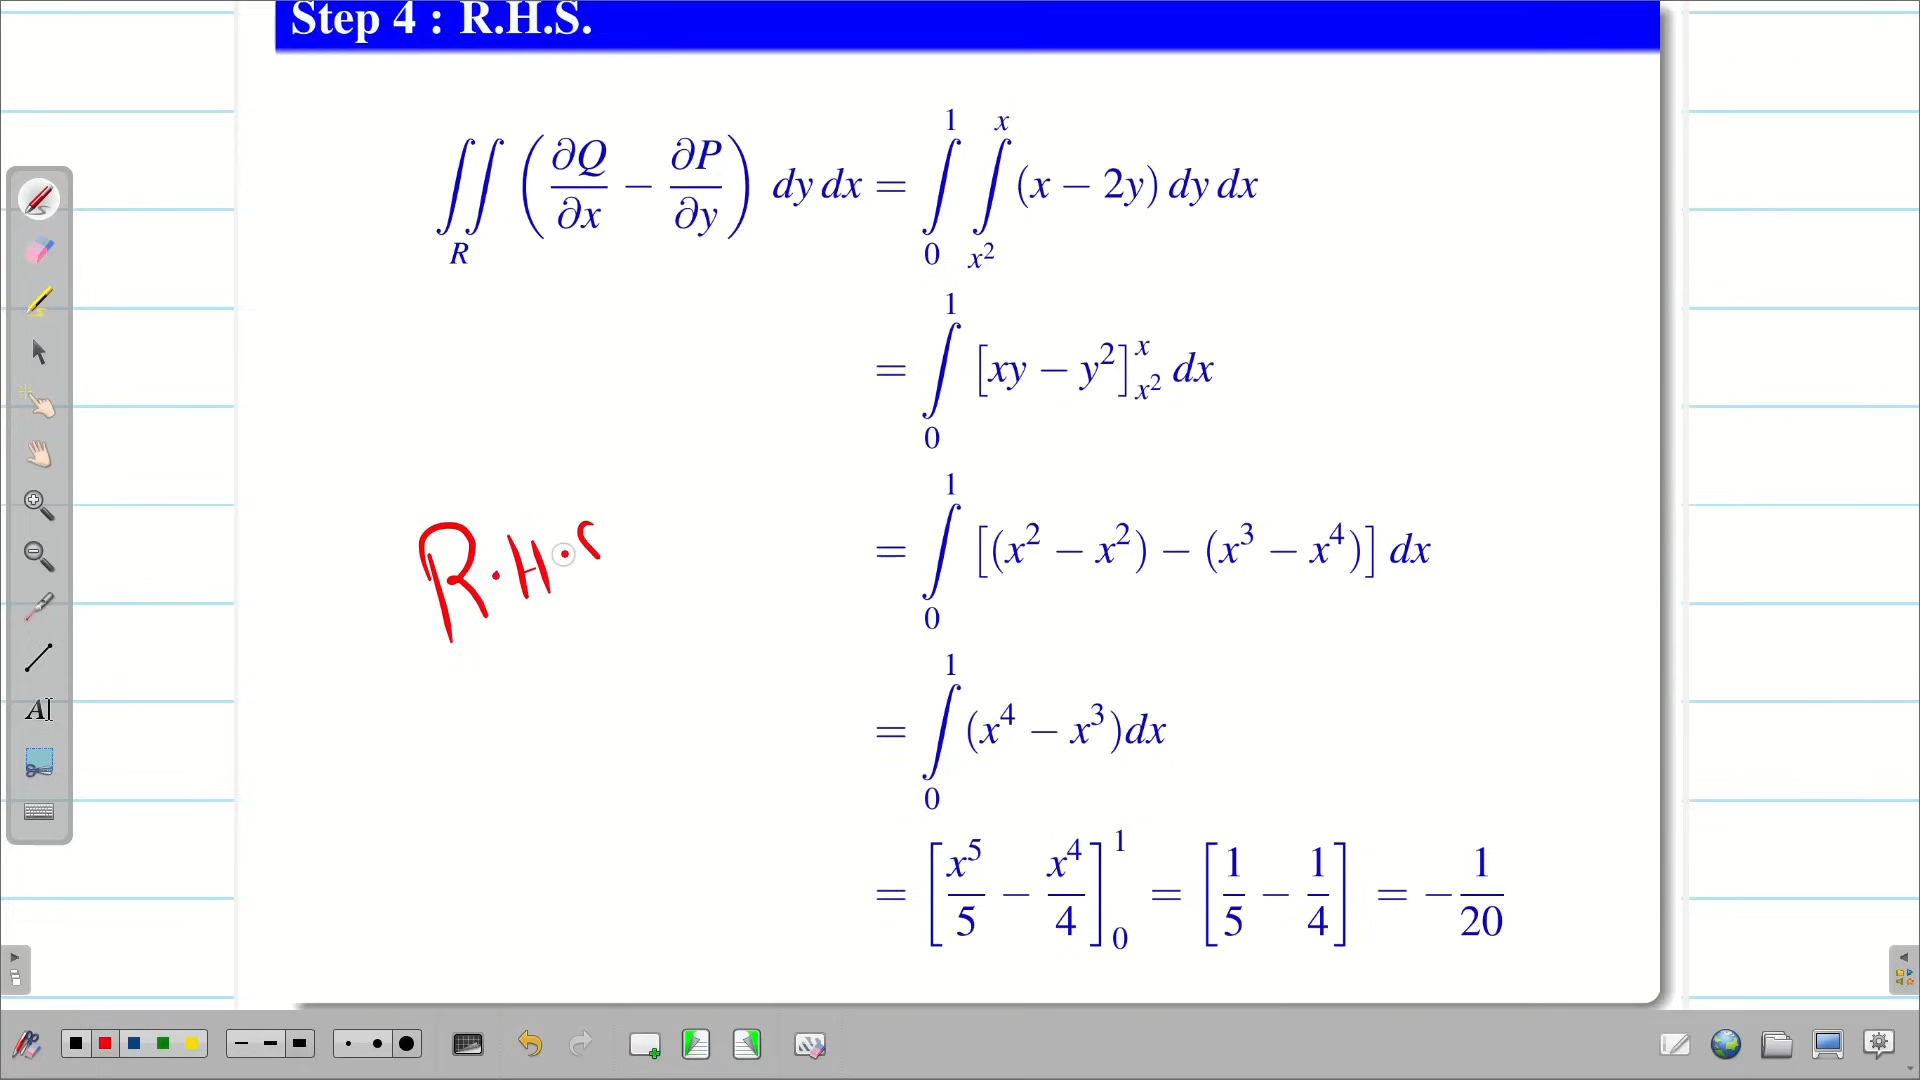 Step 4 : R.H.S.
∬_R (∂Q/∂x − ∂P/∂y) dy dx = ∫_0^1 ∫_{x^2}^{x} (x − 2y) dy dx
= ∫_0^1 [xy − y^2]_{x^2}^{x} dx
= ∫_0^1 [(x^2 − x^2) − (x^3 − x^4)] dx
R.H.
= ∫_0^1 (x^4 − x^3)dx
= [x^5/5 − x^4/4]_0^1 = [1/5 − 1/4] = −1/20